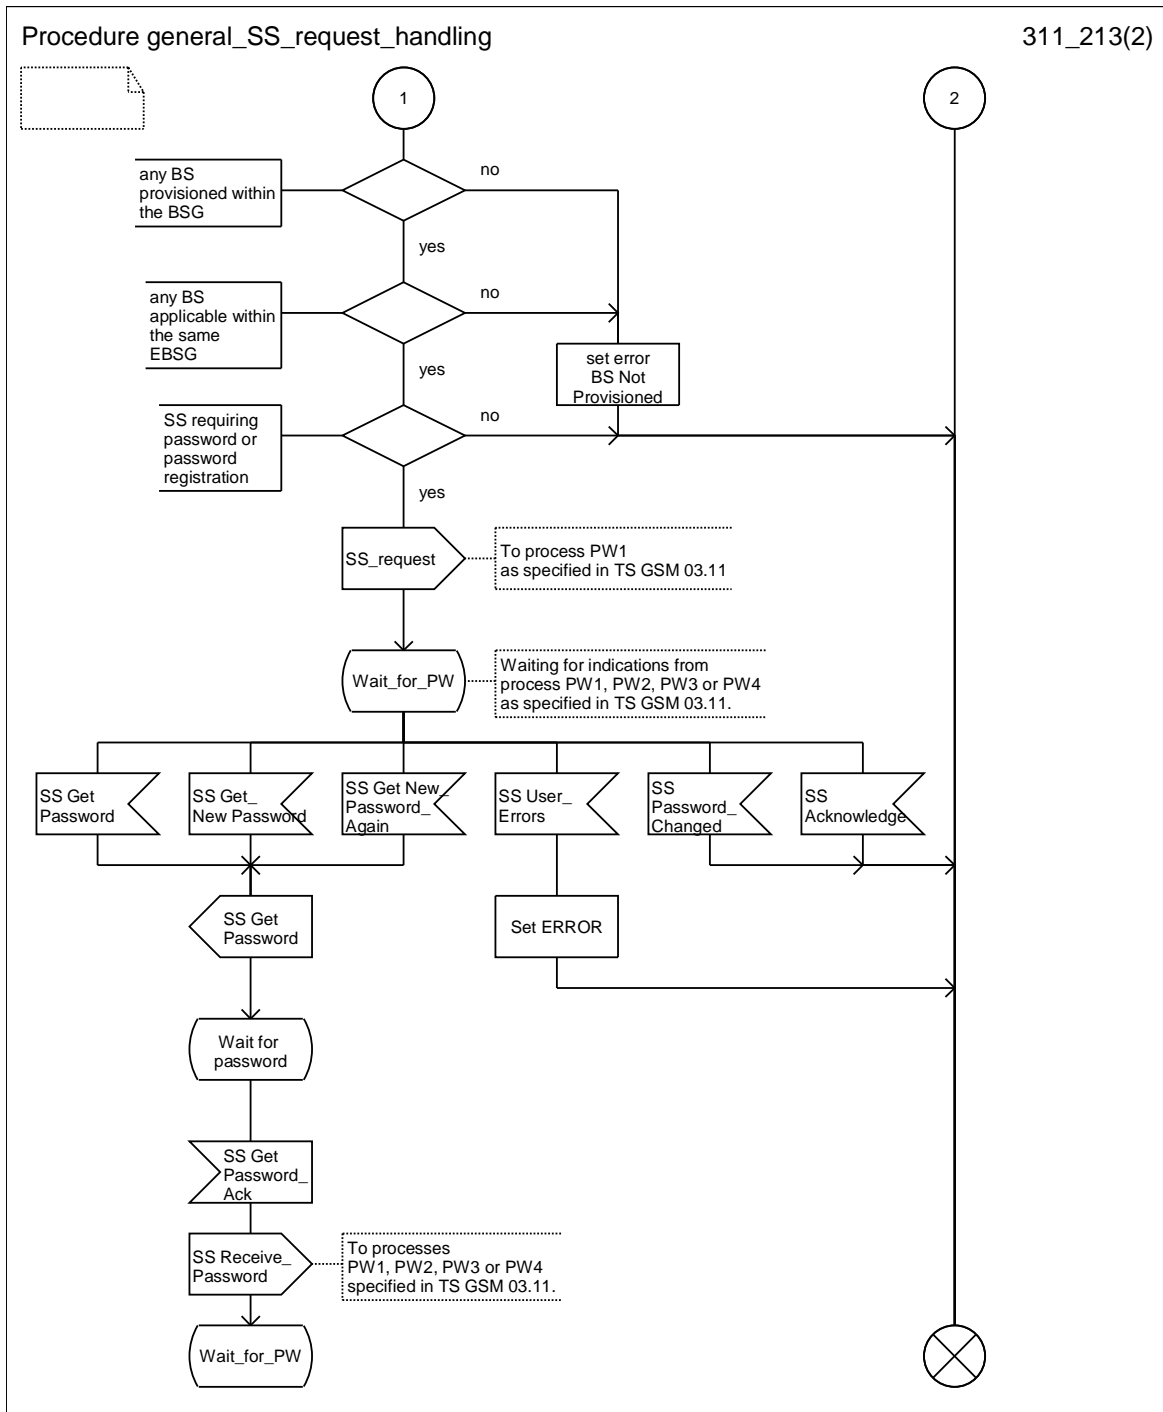 Procedure general_SS_request_handling
311_213(2)
1
2
any BS
provisioned within
the BSG
no
yes
any BS
applicable within
the same
EBSG
no
set error
BS Not
Provisioned
yes
SS requiring
password or
password
registration
no
yes
SS_request
To process PW1
as specified in TS GSM 03.11
Wait_for_PW
Waiting for indications from
process PW1, PW2, PW3 or PW4
as specified in TS GSM 03.11.
SS Get
Password
SS Get_
New Password
SS Get New_
Password_
Again
SS User_
Errors
SS
Password_
Changed
SS
Acknowledge
SS Get
Password
Set ERROR
Wait for
password
SS Get
Password_
Ack
SS Receive_
Password
To processes
PW1, PW2, PW3 or PW4
specified in TS GSM 03.11.
Wait_for_PW